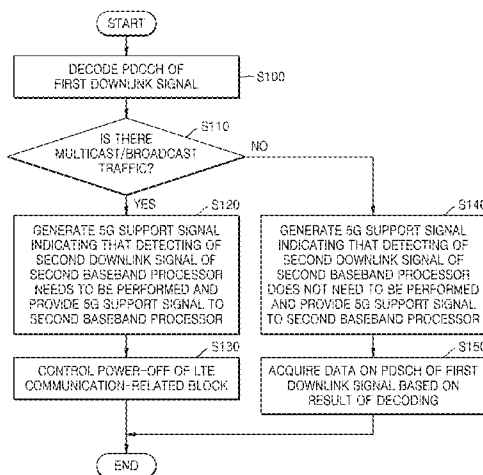 START
DECODE PDCCH OF
FIRST DOWNLINK SIGNAL
S100
IS THERE
MULTICAST/BROADCAST
TRAFFIC?
S110
NO
YES
S120
GENERATE 5G SUPPORT SIGNAL
INDICATING THAT DETECTING OF
SECOND DOWNLINK SIGNAL OF
SECOND BASEBAND PROCESSOR
NEEDS TO BE PERFORMED AND
PROVIDE 5G SUPPORT SIGNAL TO
SECOND BASEBAND PROCESSOR
S140
GENERATE 5G SUPPORT SIGNAL
INDICATING THAT DETECTING OF
SECOND DOWNLINK SIGNAL OF
SECOND BASEBAND PROCESSOR
DOES NOT NEED TO BE PERFORMED
AND PROVIDE 5G SUPPORT SIGNAL
TO SECOND BASEBAND PROCESSOR
S130
CONTROL POWER-OFF OF LTE
COMMUNICATION-RELATED BLOCK
S150
ACQUIRE DATA ON PDSCH OF FIRST
DOWNLINK SIGNAL BASED ON
RESULT OF DECODING
END